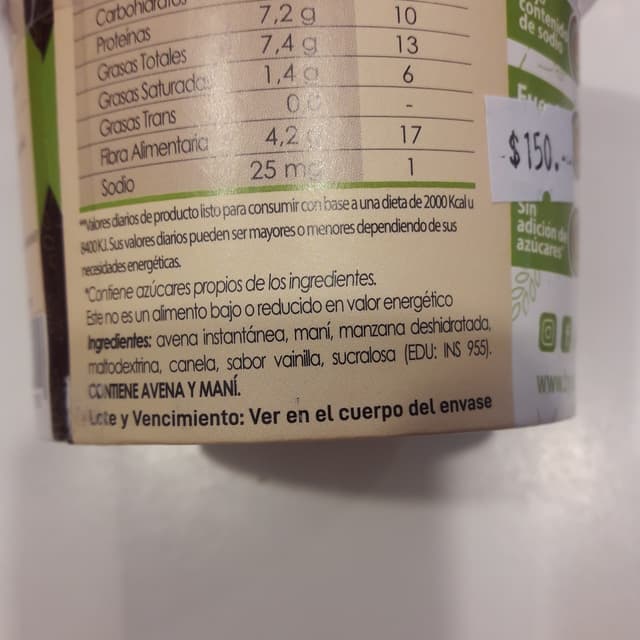 Carbohidratos
Proteínas 7,2 g 10
Grasas Totales 7,4 g 13
Grasas Saturadas 1,4 g 6
Grasas Trans 0 -
Fibra Alimentaria 4,2 17
Sodio 25 mg 1
**Valores diarios de producto listo para consumir con base a una dieta de 2000 Kcal u
8400 KJ. Sus valores diarios pueden ser mayores o menores dependiendo de sus
necesidades energéticas.
*Contiene azúcares propios de los ingredientes.
Este no es un alimento bajo o reducido en valor energético
Ingredientes: avena instantánea, maní, manzana deshidratada,
maltodextrina, canela, sabor vainilla, sucralosa (EDU: INS 955).
CONTIENE AVENA Y MANÍ.
Lote y Vencimiento: Ver en el cuerpo del envase
contenido
de sodio
$150.-
Sin
adición de
azúcares
www.